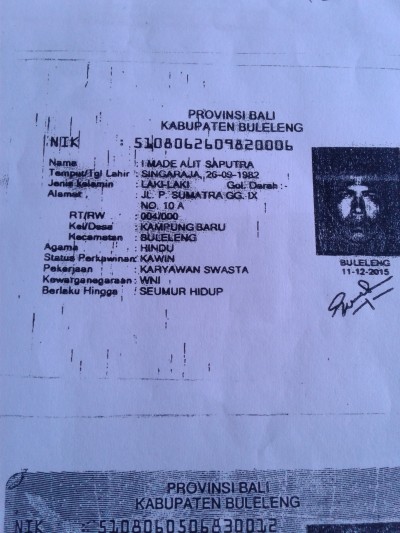 PROVINSI BALI
KABUPATEN BULELENG
NIK : 5108062609820006
Nama : I MADE ALIT SAPUTRA
Tempat/Tgl Lahir : SINGARAJA, 26-09-1982
Jenis Kelamin : LAKI-LAKI Gol. Darah : -
Alamat : JL. P. SUMATRA GG. IX
NO. 10 A
RT/RW : 004/000
Kel/Desa : KAMPUNG BARU
Kecamatan : BULELENG
Agama : HINDU
Status Perkawinan: KAWIN
Pekerjaan : KARYAWAN SWASTA
Kewarganegaraan: WNI
Berlaku Hingga : SEUMUR HIDUP
BULELENG
11-12-2015
PROVINSI BALI
KABUPATEN BULELENG
NIK : 5108060506830012